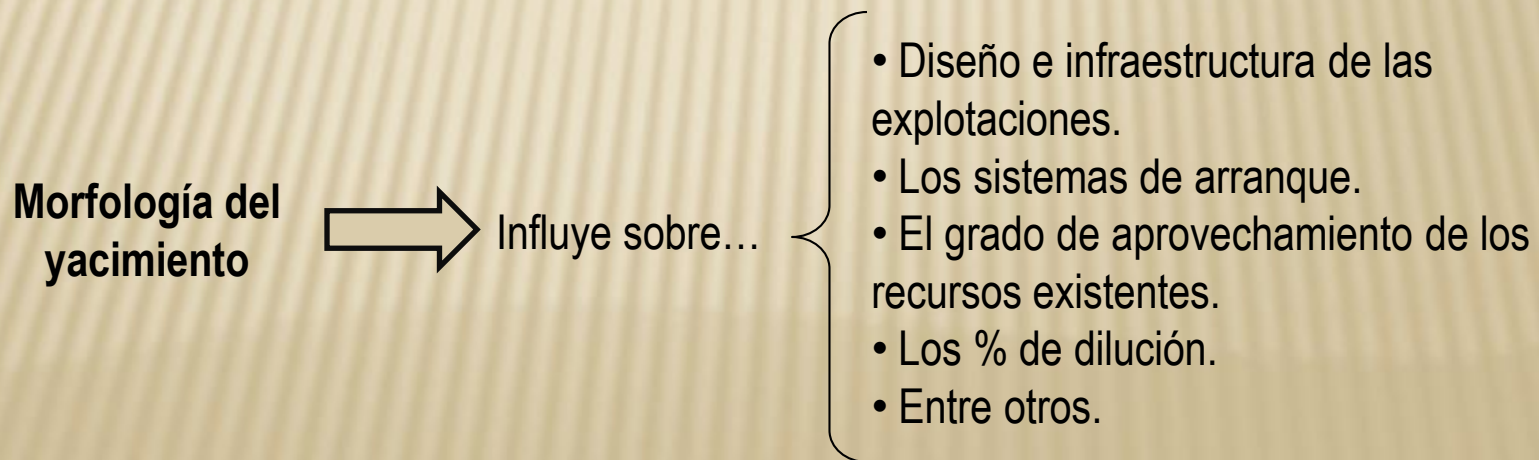 Morfología del
yacimiento
Influye sobre…
• Diseño e infraestructura de las
explotaciones.
• Los sistemas de arranque.
• El grado de aprovechamiento de los
recursos existentes.
• Los % de dilución.
• Entre otros.